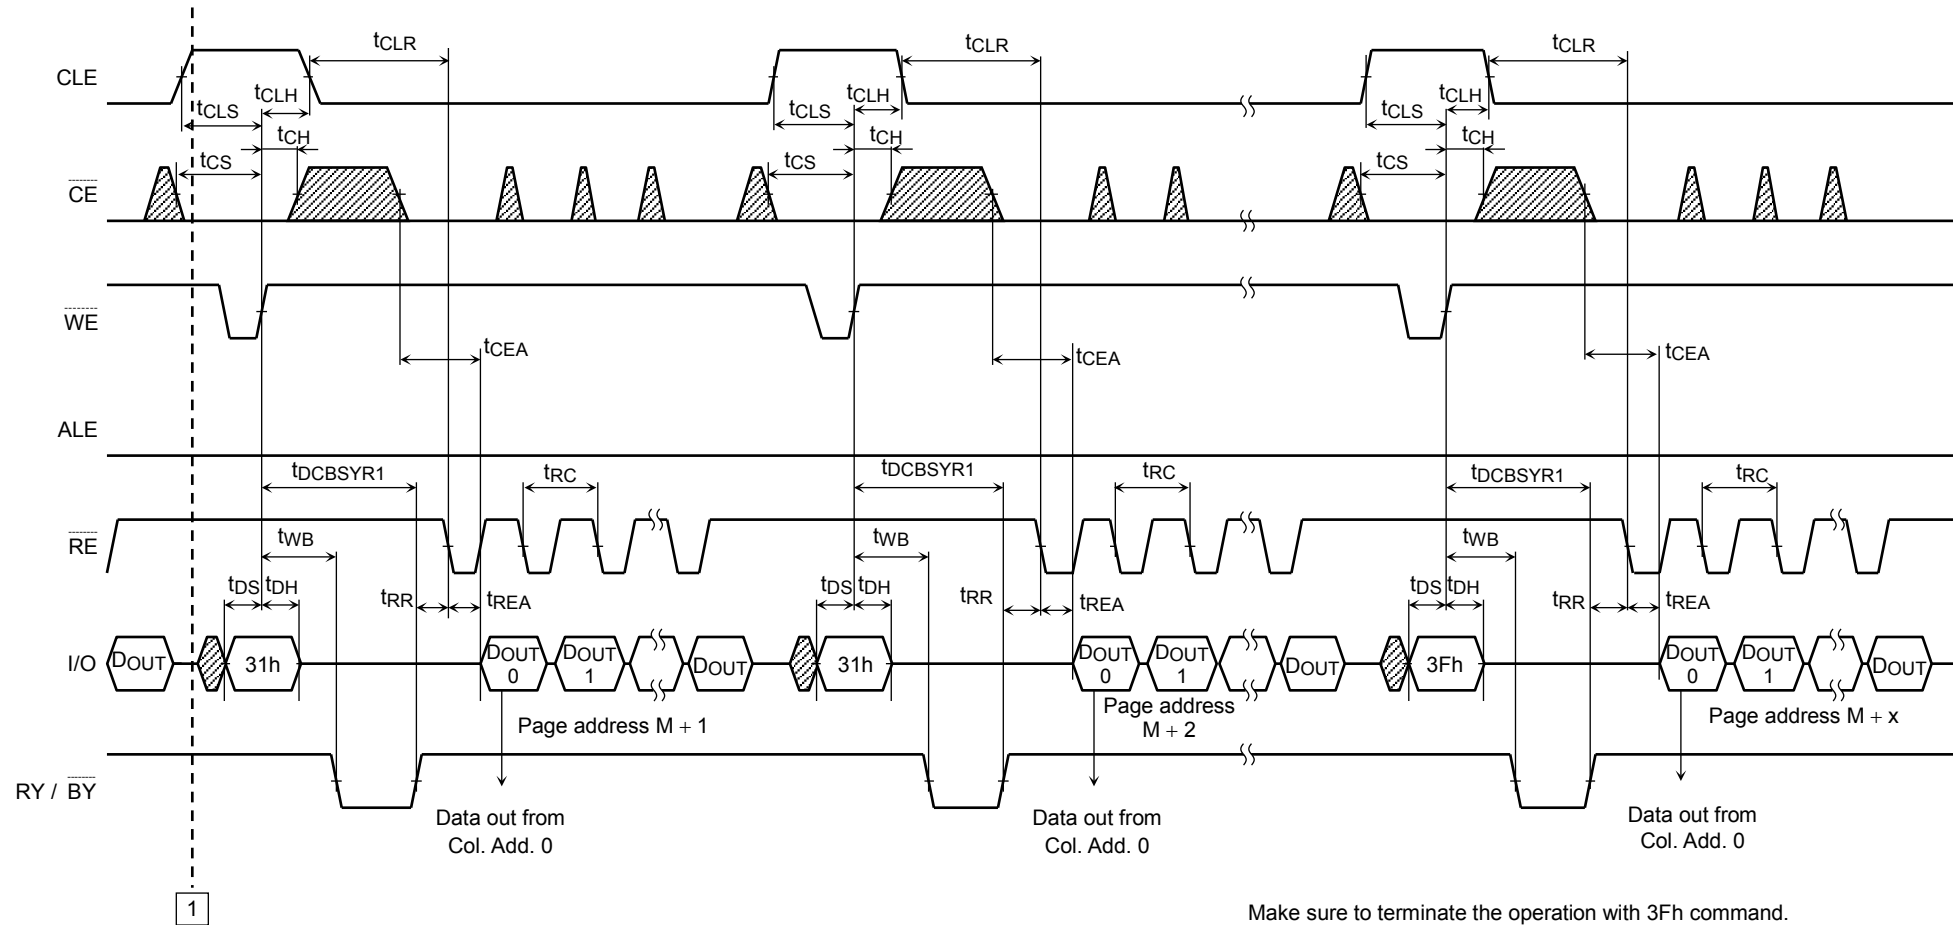 tCLR tCLR tCLR
CLE
tCLH tCLH tCLH
tCLS tCLS tCLS
tCH tCH tCH
tCS tCS tCS
CE
WE
tCEA tCEA tCEA
ALE
tDCBSYR1 tRC tDCBSYR1 tRC tDCBSYR1 tRC
RE
tWB tWB tWB
tDS tDH tDS tDH tDS tDH
tRR tREA tRR tREA tRR tREA
I/O
DOUT 31h DOUT 0 DOUT 1 DOUT 31h DOUT 0 DOUT 1 DOUT 3Fh DOUT 0 DOUT 1 DOUT
Page address M + 1
Page address
M + 2
Page address M + x
RY / BY
Data out from
Col. Add. 0
Data out from
Col. Add. 0
Data out from
Col. Add. 0
1
Make sure to terminate the operation with 3Fh command.